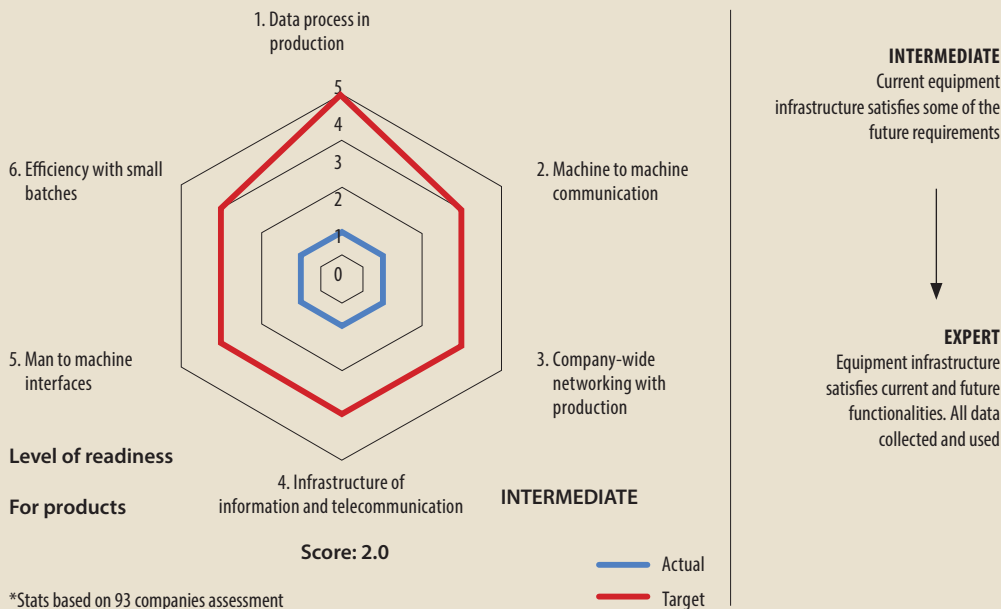 1. Data process in
production
5
4
3
2
1
0
6. Efficiency with small
batches
2. Machine to machine
communication
5. Man to machine
interfaces
3. Company-wide
networking with
production
Level of readiness
4. Infrastructure of
information and telecommunication
INTERMEDIATE
For products
Score: 2.0
Actual
Target
*Stats based on 93 companies assessment
INTERMEDIATE
Current equipment
infrastructure satisfies some of the
future requirements
EXPERT
Equipment infrastructure
satisfies current and future
functionalities. All data
collected and used